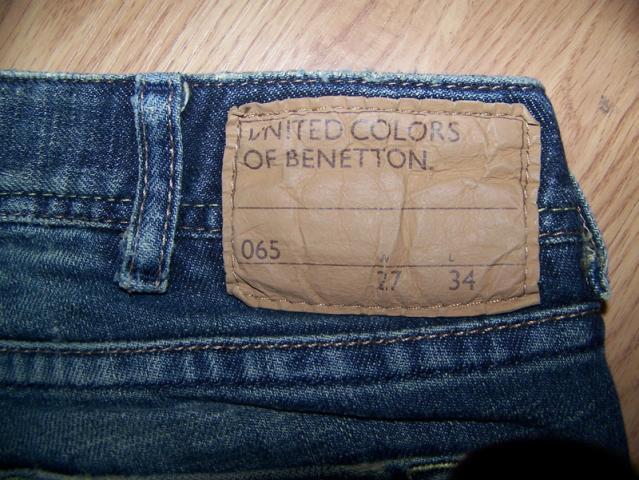 UNITED COLORS
OF BENETTON.
065 W L
27 34